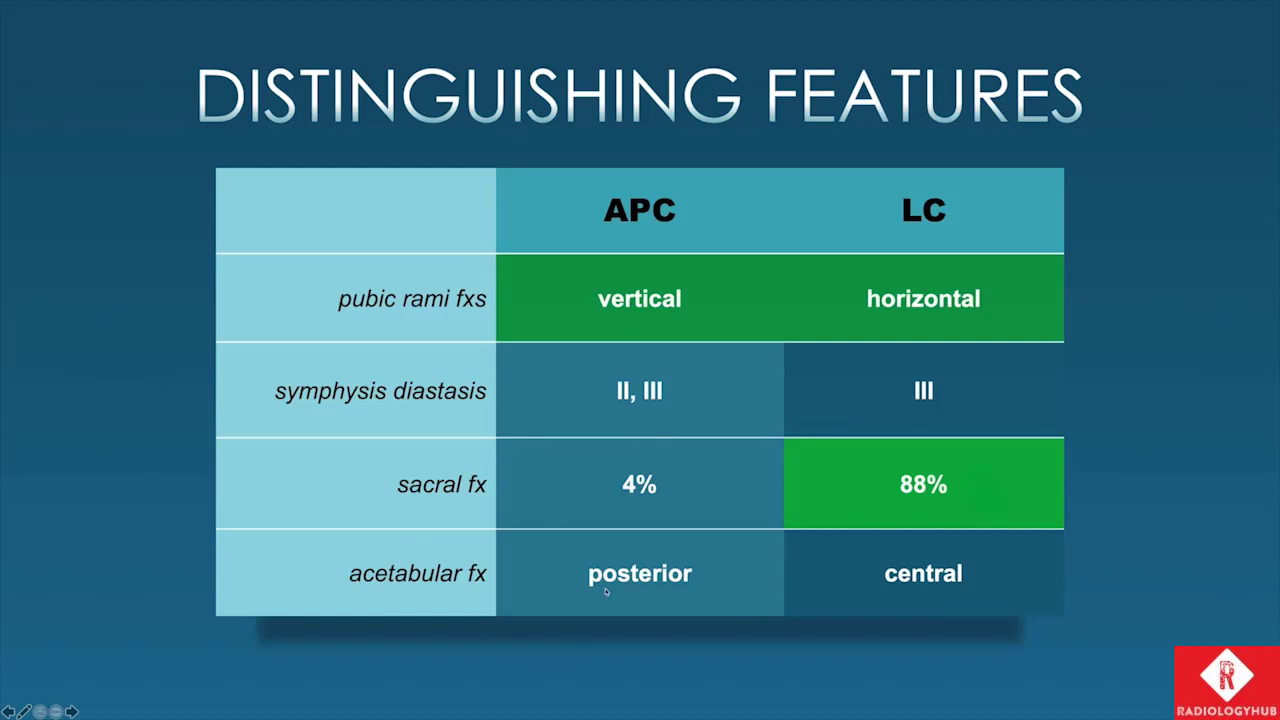 DISTINGUISHING FEATURES
APC LC
pubic rami fxs vertical horizontal
symphysis diastasis II, III III
sacral fx 4% 88%
acetabular fx posterior central
R
RADIOLOGYHUB